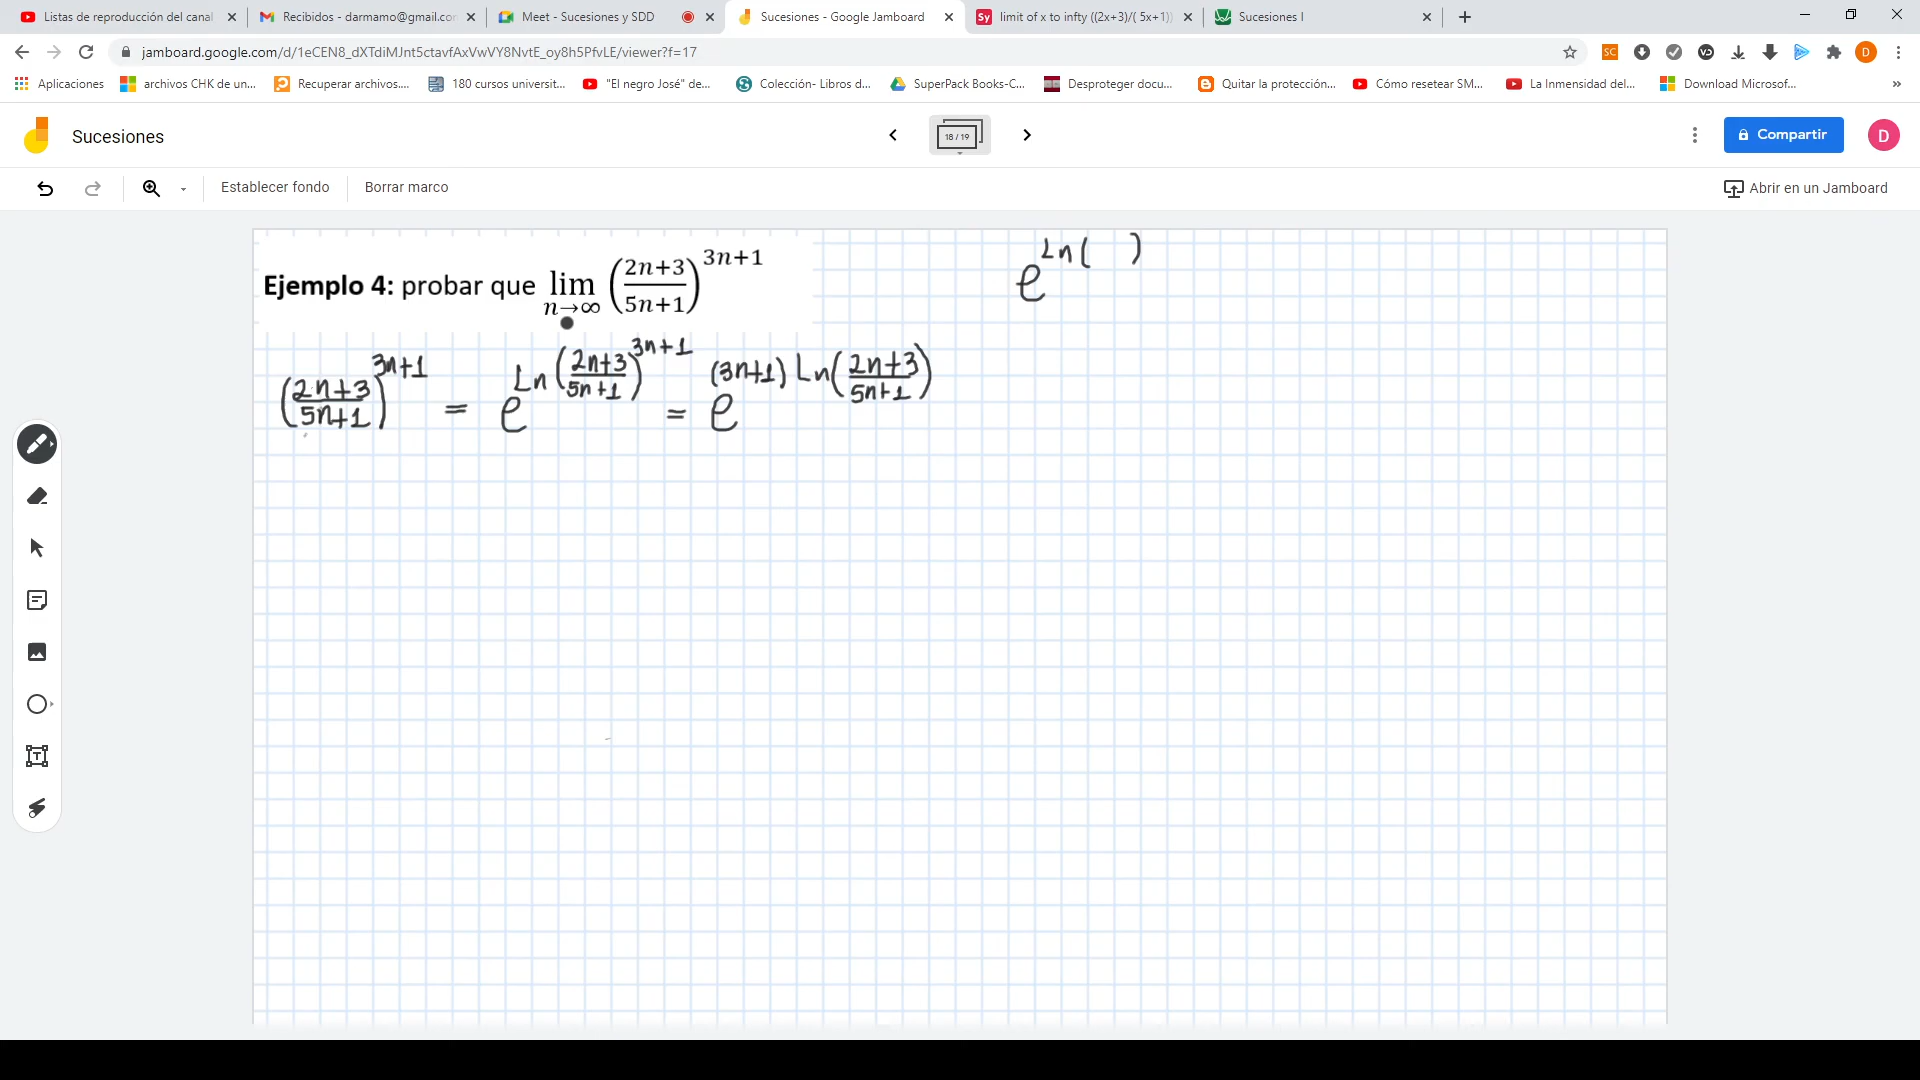 Listas de reproducción del canal
Recibidos - darmamo@gmail.com
Meet - Sucesiones y SDD
Sucesiones - Google Jamboard
limit of x to infty ((2x+3)/( 5x+1))
Sucesiones I
jamboard.google.com/d/1eCEN8_dXTdiMJnt5ctavfAxVwVY8NvtE_oy8h5PfvLE/viewer?f=17
SC
D
Aplicaciones
archivos CHK de un...
Recuperar archivos....
180 cursos universit...
"El negro José" de...
Colección- Libros d...
SuperPack Books-C...
Desproteger docu...
Quitar la protección...
Cómo resetear SM...
La Inmensidad del...
Download Microsof...
»
Sucesiones
18 / 19
Compartir
D
Establecer fondo
Borrar marco
Abrir en un Jamboard
Ejemplo 4: probar que lim n→∞ ((2n+3)/(5n+1))^(3n+1)
e^(Ln( ))
((2n+3)/(5n+1))^(3n+1) = e^(Ln((2n+3)/(5n+1))^(3n+1)) = e^((3n+1) Ln((2n+3)/(5n+1)))